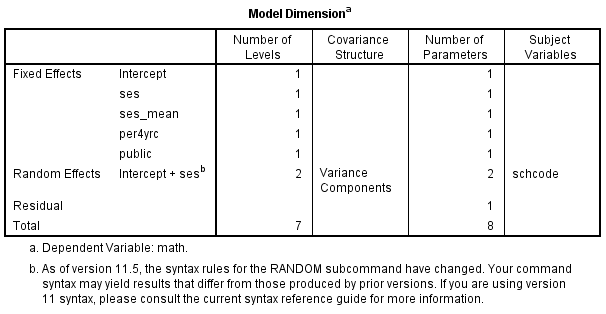 Model Dimensiona
Number of Levels Covariance Structure Number of Parameters Subject Variables
Fixed Effects Intercept 1 1
ses 1 1
ses_mean 1 1
per4yrc 1 1
public 1 1
Random Effects Intercept + sesb 2 Variance Components 2 schcode
Residual 1
Total 7 8
a. Dependent Variable: math.
b. As of version 11.5, the syntax rules for the RANDOM subcommand have changed. Your command
syntax may yield results that differ from those produced by prior versions. If you are using version
11 syntax, please consult the current syntax reference guide for more information.